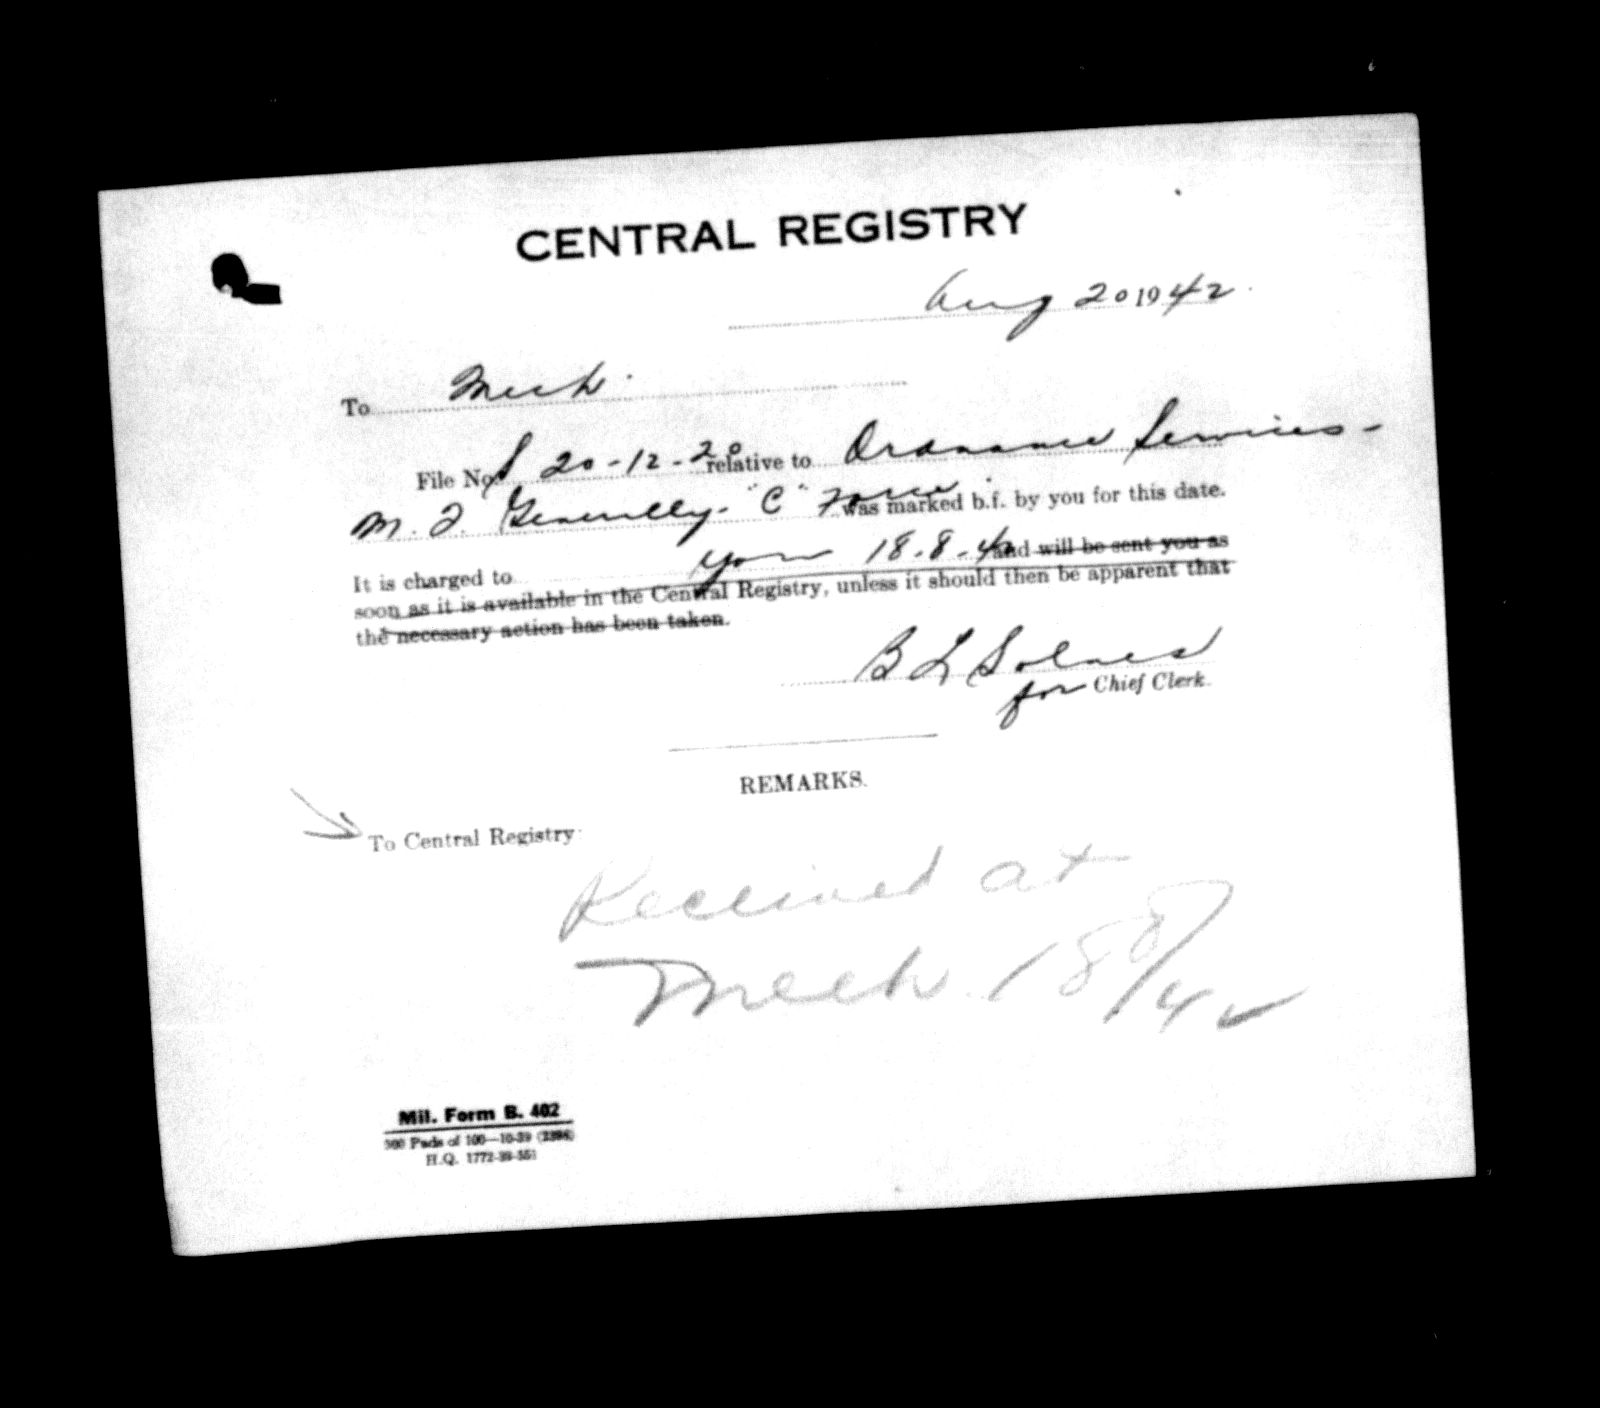 CENTRAL REGISTRY
Aug 20 1942
To Mech.
File No. S 20-12-20 relative to Ordnance Services -
M. T. Generally. "C" Force was marked b.f. by you for this date.
It is charged to you 18-8-42 and will be sent you as
soon as it is available in the Central Registry, unless it should then be apparent that
the necessary action has been taken.
B L
for Chief Clerk.
REMARKS.
To Central Registry:
Received at
Mech 18/8/42
Mil. Form B. 402
500 Pads of 100—10-39
H.Q. 1772-39-551